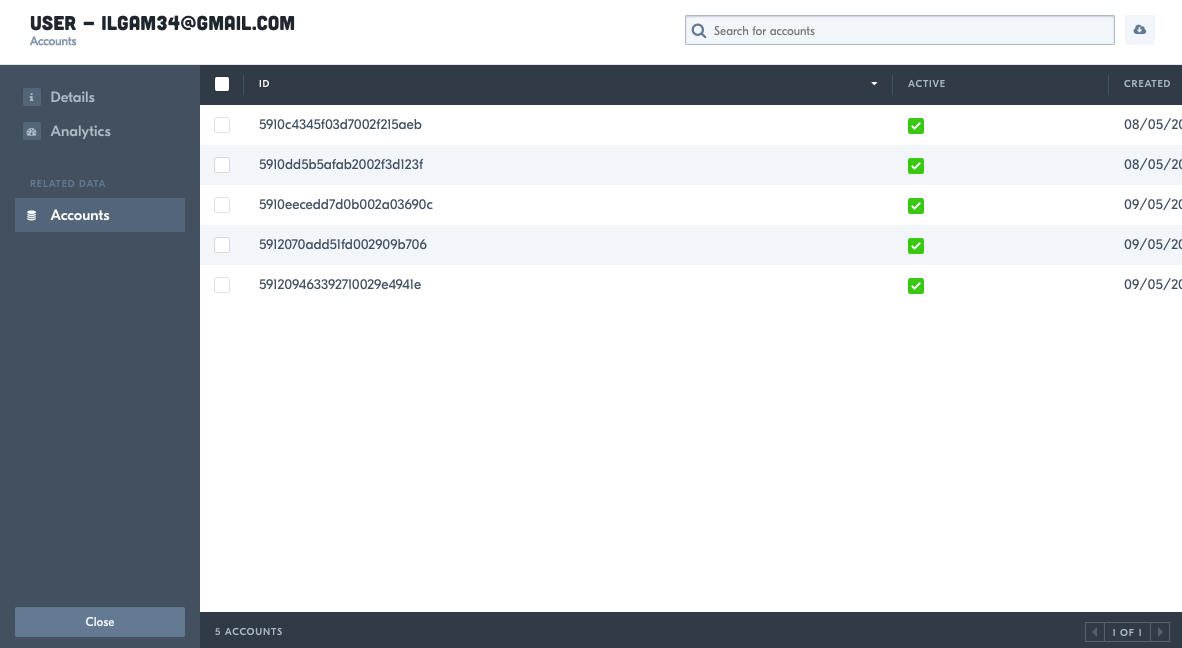 USER – ILGAM34@GMAIL.COM
Accounts
Search for accounts
Details
Analytics
RELATED DATA
Accounts
Close
ID ACTIVE CREATED
5910c4345f03d7002f215aeb 08/05/20
5910dd5b5afab2002f3d123f 08/05/20
5910eecedd7d0b002a03690c 09/05/20
5912070add51fd002909b706 09/05/20
591209463392710029e4941e 09/05/20
5 ACCOUNTS
1 OF 1